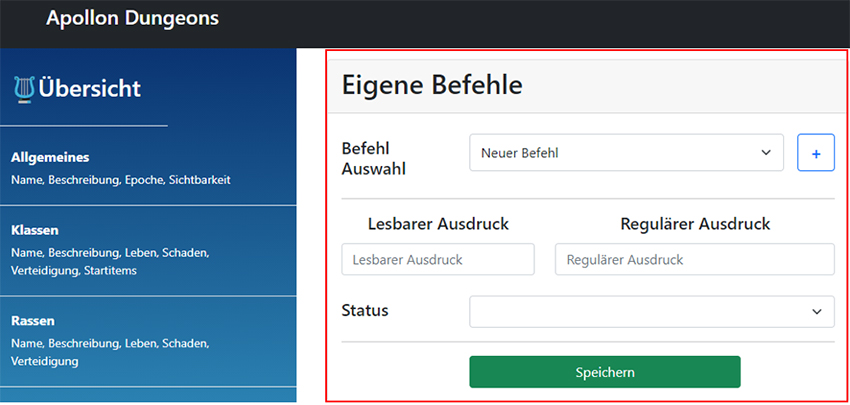 Apollon Dungeons
Übersicht
Allgemeines
Name, Beschreibung, Epoche, Sichtbarkeit
Klassen
Name, Beschreibung, Leben, Schaden,
Verteidigung, Startitems
Rassen
Name, Beschreibung, Leben, Schaden,
Verteidigung
Eigene Befehle
Befehl
Auswahl
Neuer Befehl
+
Lesbarer Ausdruck
Regulärer Ausdruck
Lesbarer Ausdruck
Regulärer Ausdruck
Status
Speichern